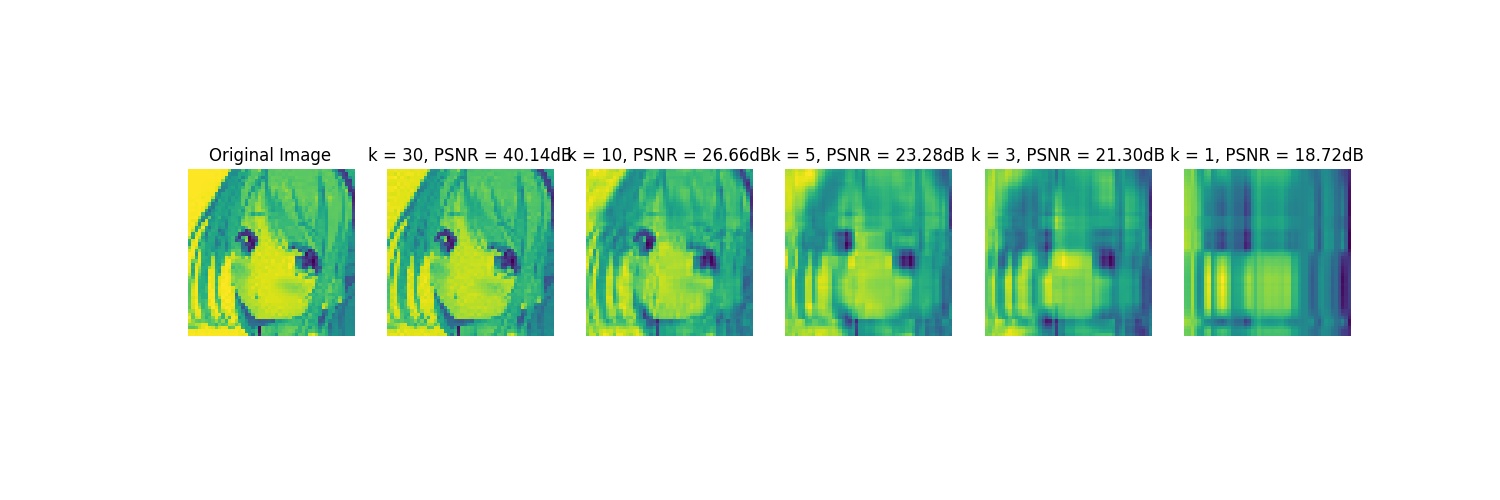 Original Image
k = 30, PSNR = 40.14dB
k = 10, PSNR = 26.66dB
k = 5, PSNR = 23.28dB
k = 3, PSNR = 21.30dB
k = 1, PSNR = 18.72dB